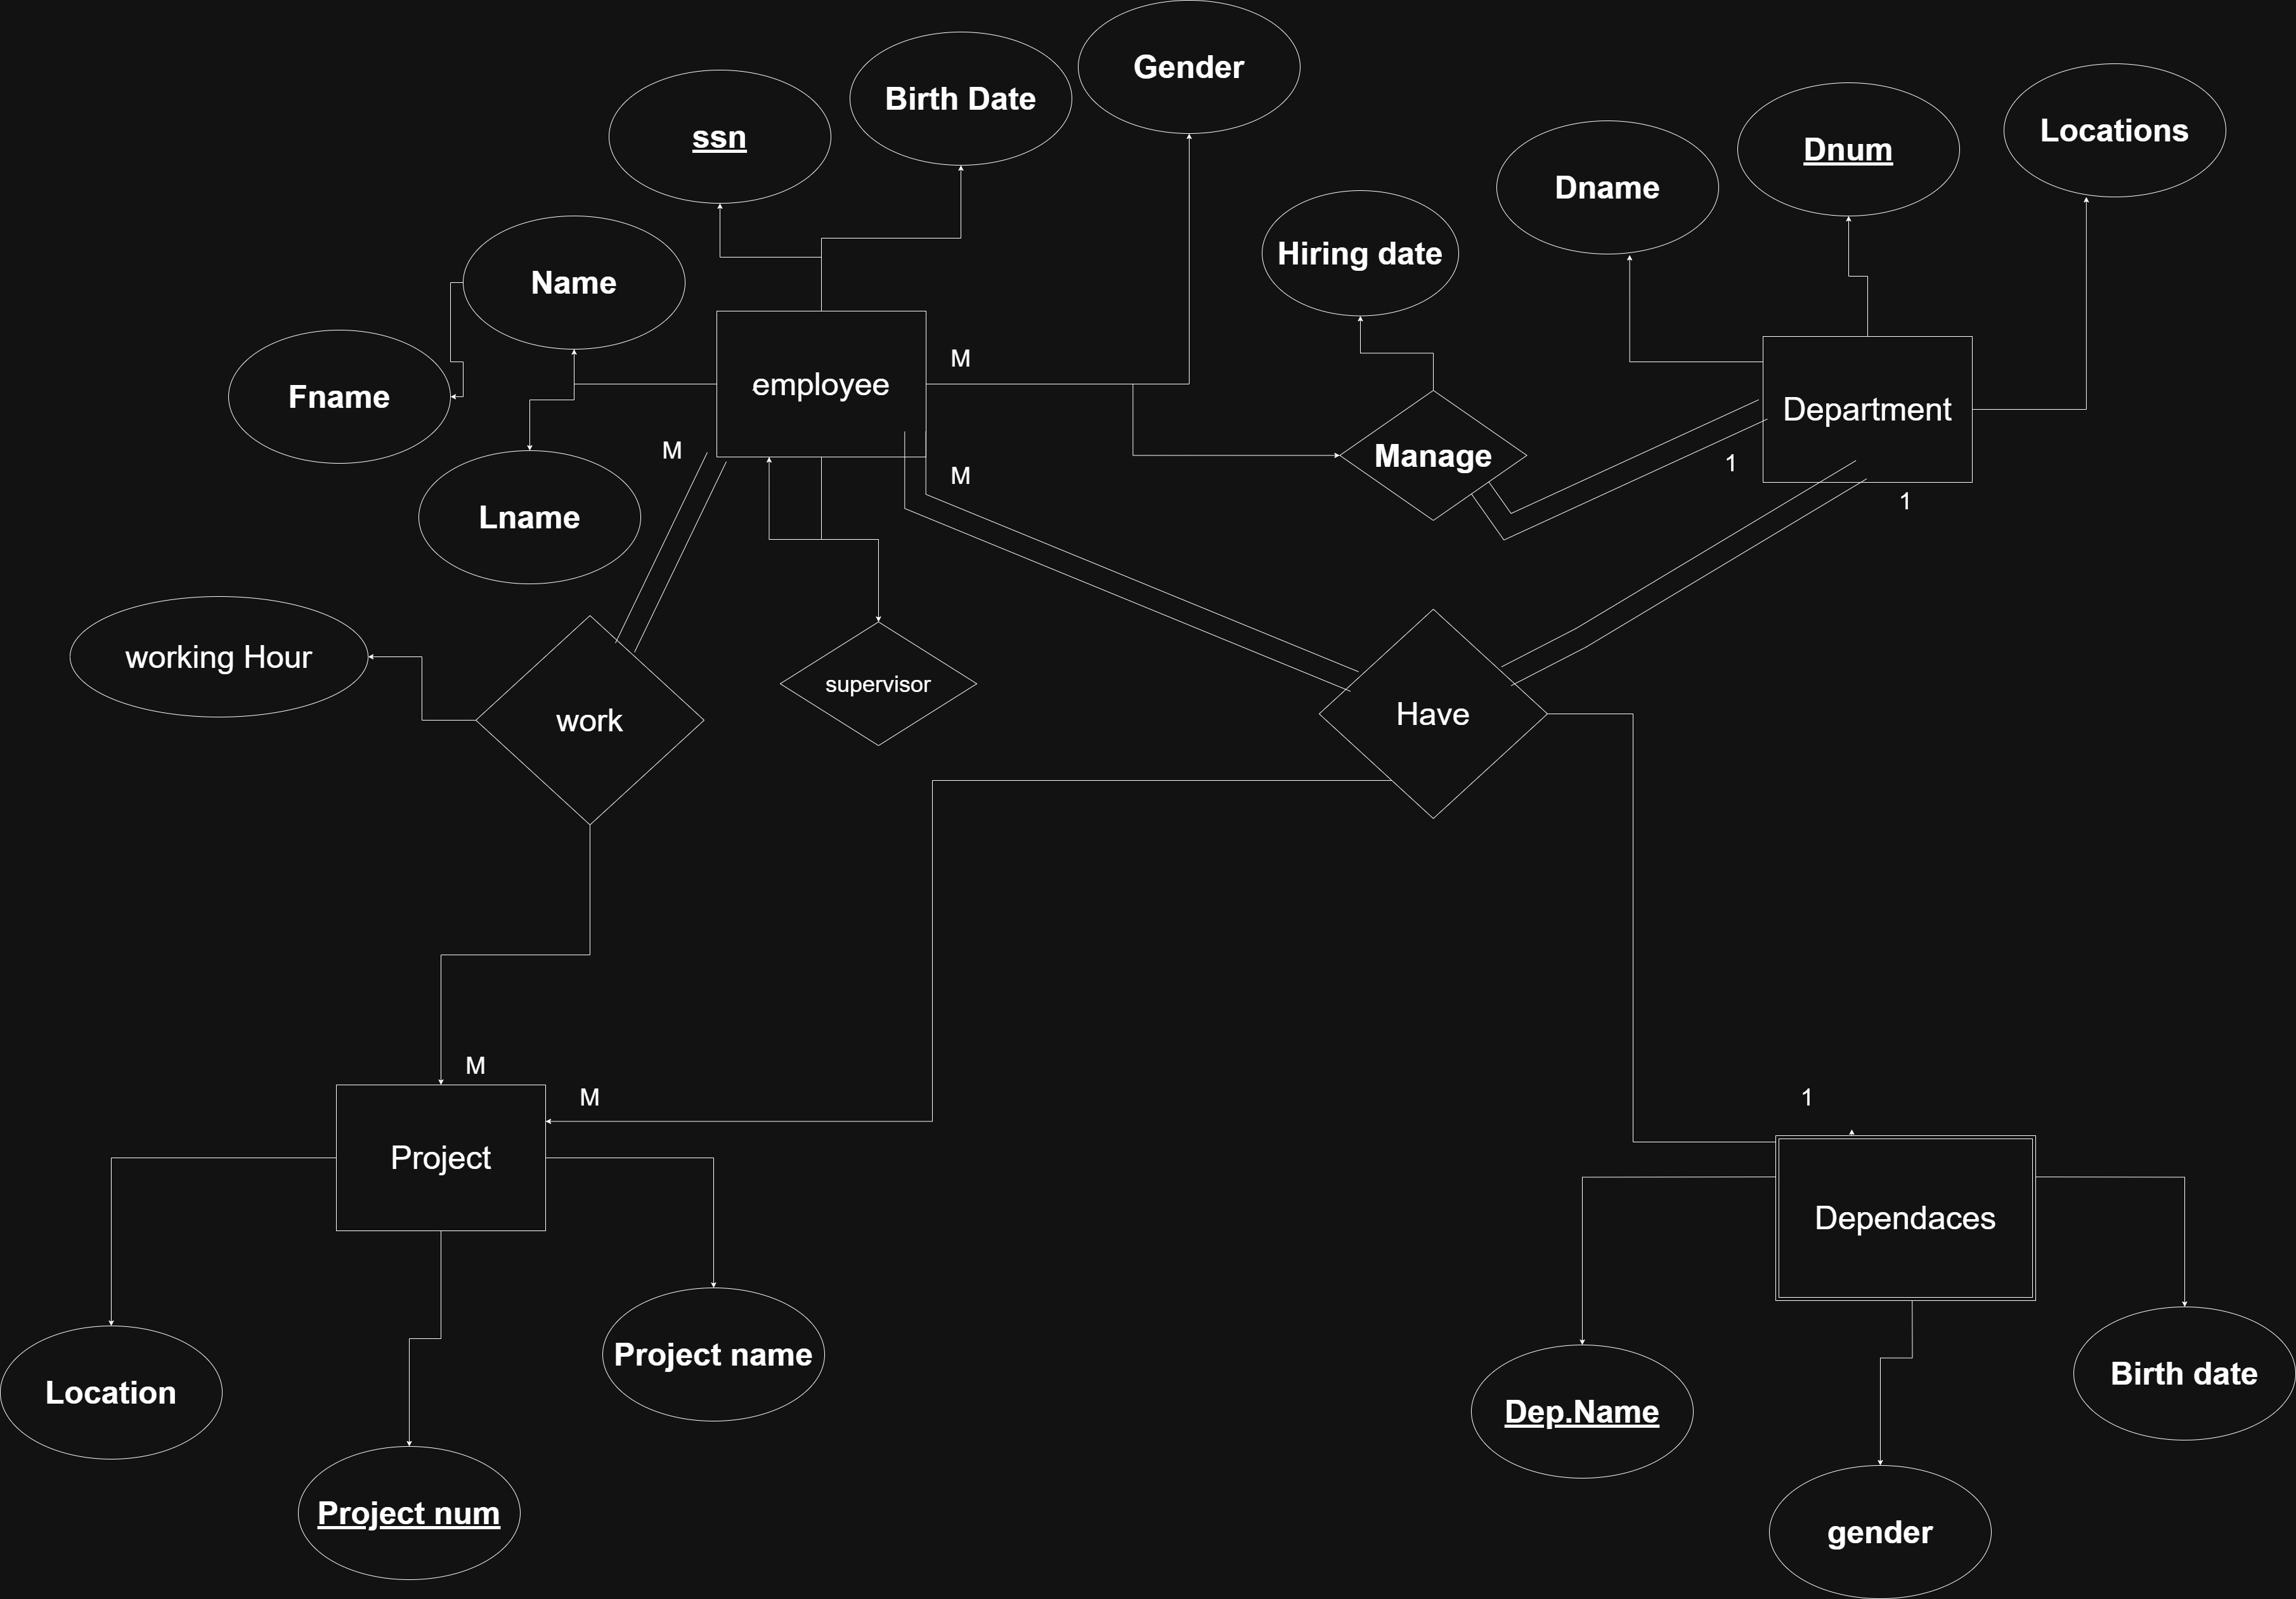 Gender
Birth Date
ssn
Locations
Dnum
Dname
Hiring date
Name
Fname
M
employee
Department
M
Manage
1
M
1
Lname
working Hour
supervisor
work
Have
M
M
1
Project
Dependaces
Project name
Location
Birth date
Dep.Name
Project num
gender